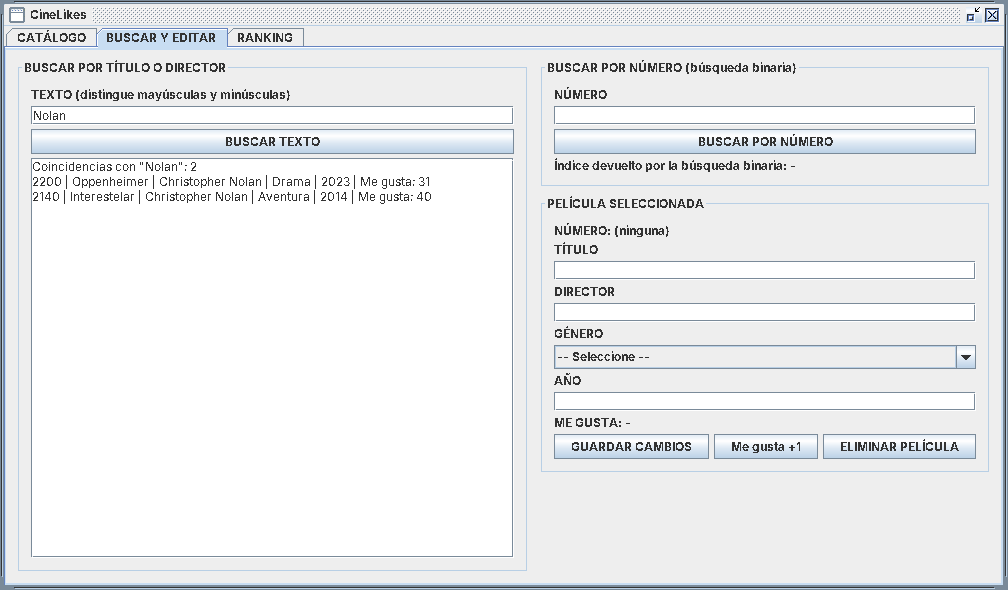 CineLikes
CATÁLOGO BUSCAR Y EDITAR RANKING
BUSCAR POR TÍTULO O DIRECTOR
TEXTO (distingue mayúsculas y minúsculas)
Nolan
BUSCAR TEXTO
Coincidencias con "Nolan": 2
2200 | Oppenheimer | Christopher Nolan | Drama | 2023 | Me gusta: 31
2140 | Interestelar | Christopher Nolan | Aventura | 2014 | Me gusta: 40
BUSCAR POR NÚMERO (búsqueda binaria)
NÚMERO
BUSCAR POR NÚMERO
Índice devuelto por la búsqueda binaria: -
PELÍCULA SELECCIONADA
NÚMERO: (ninguna)
TÍTULO
DIRECTOR
GÉNERO
-- Seleccione --
AÑO
ME GUSTA: -
GUARDAR CAMBIOS Me gusta +1 ELIMINAR PELÍCULA